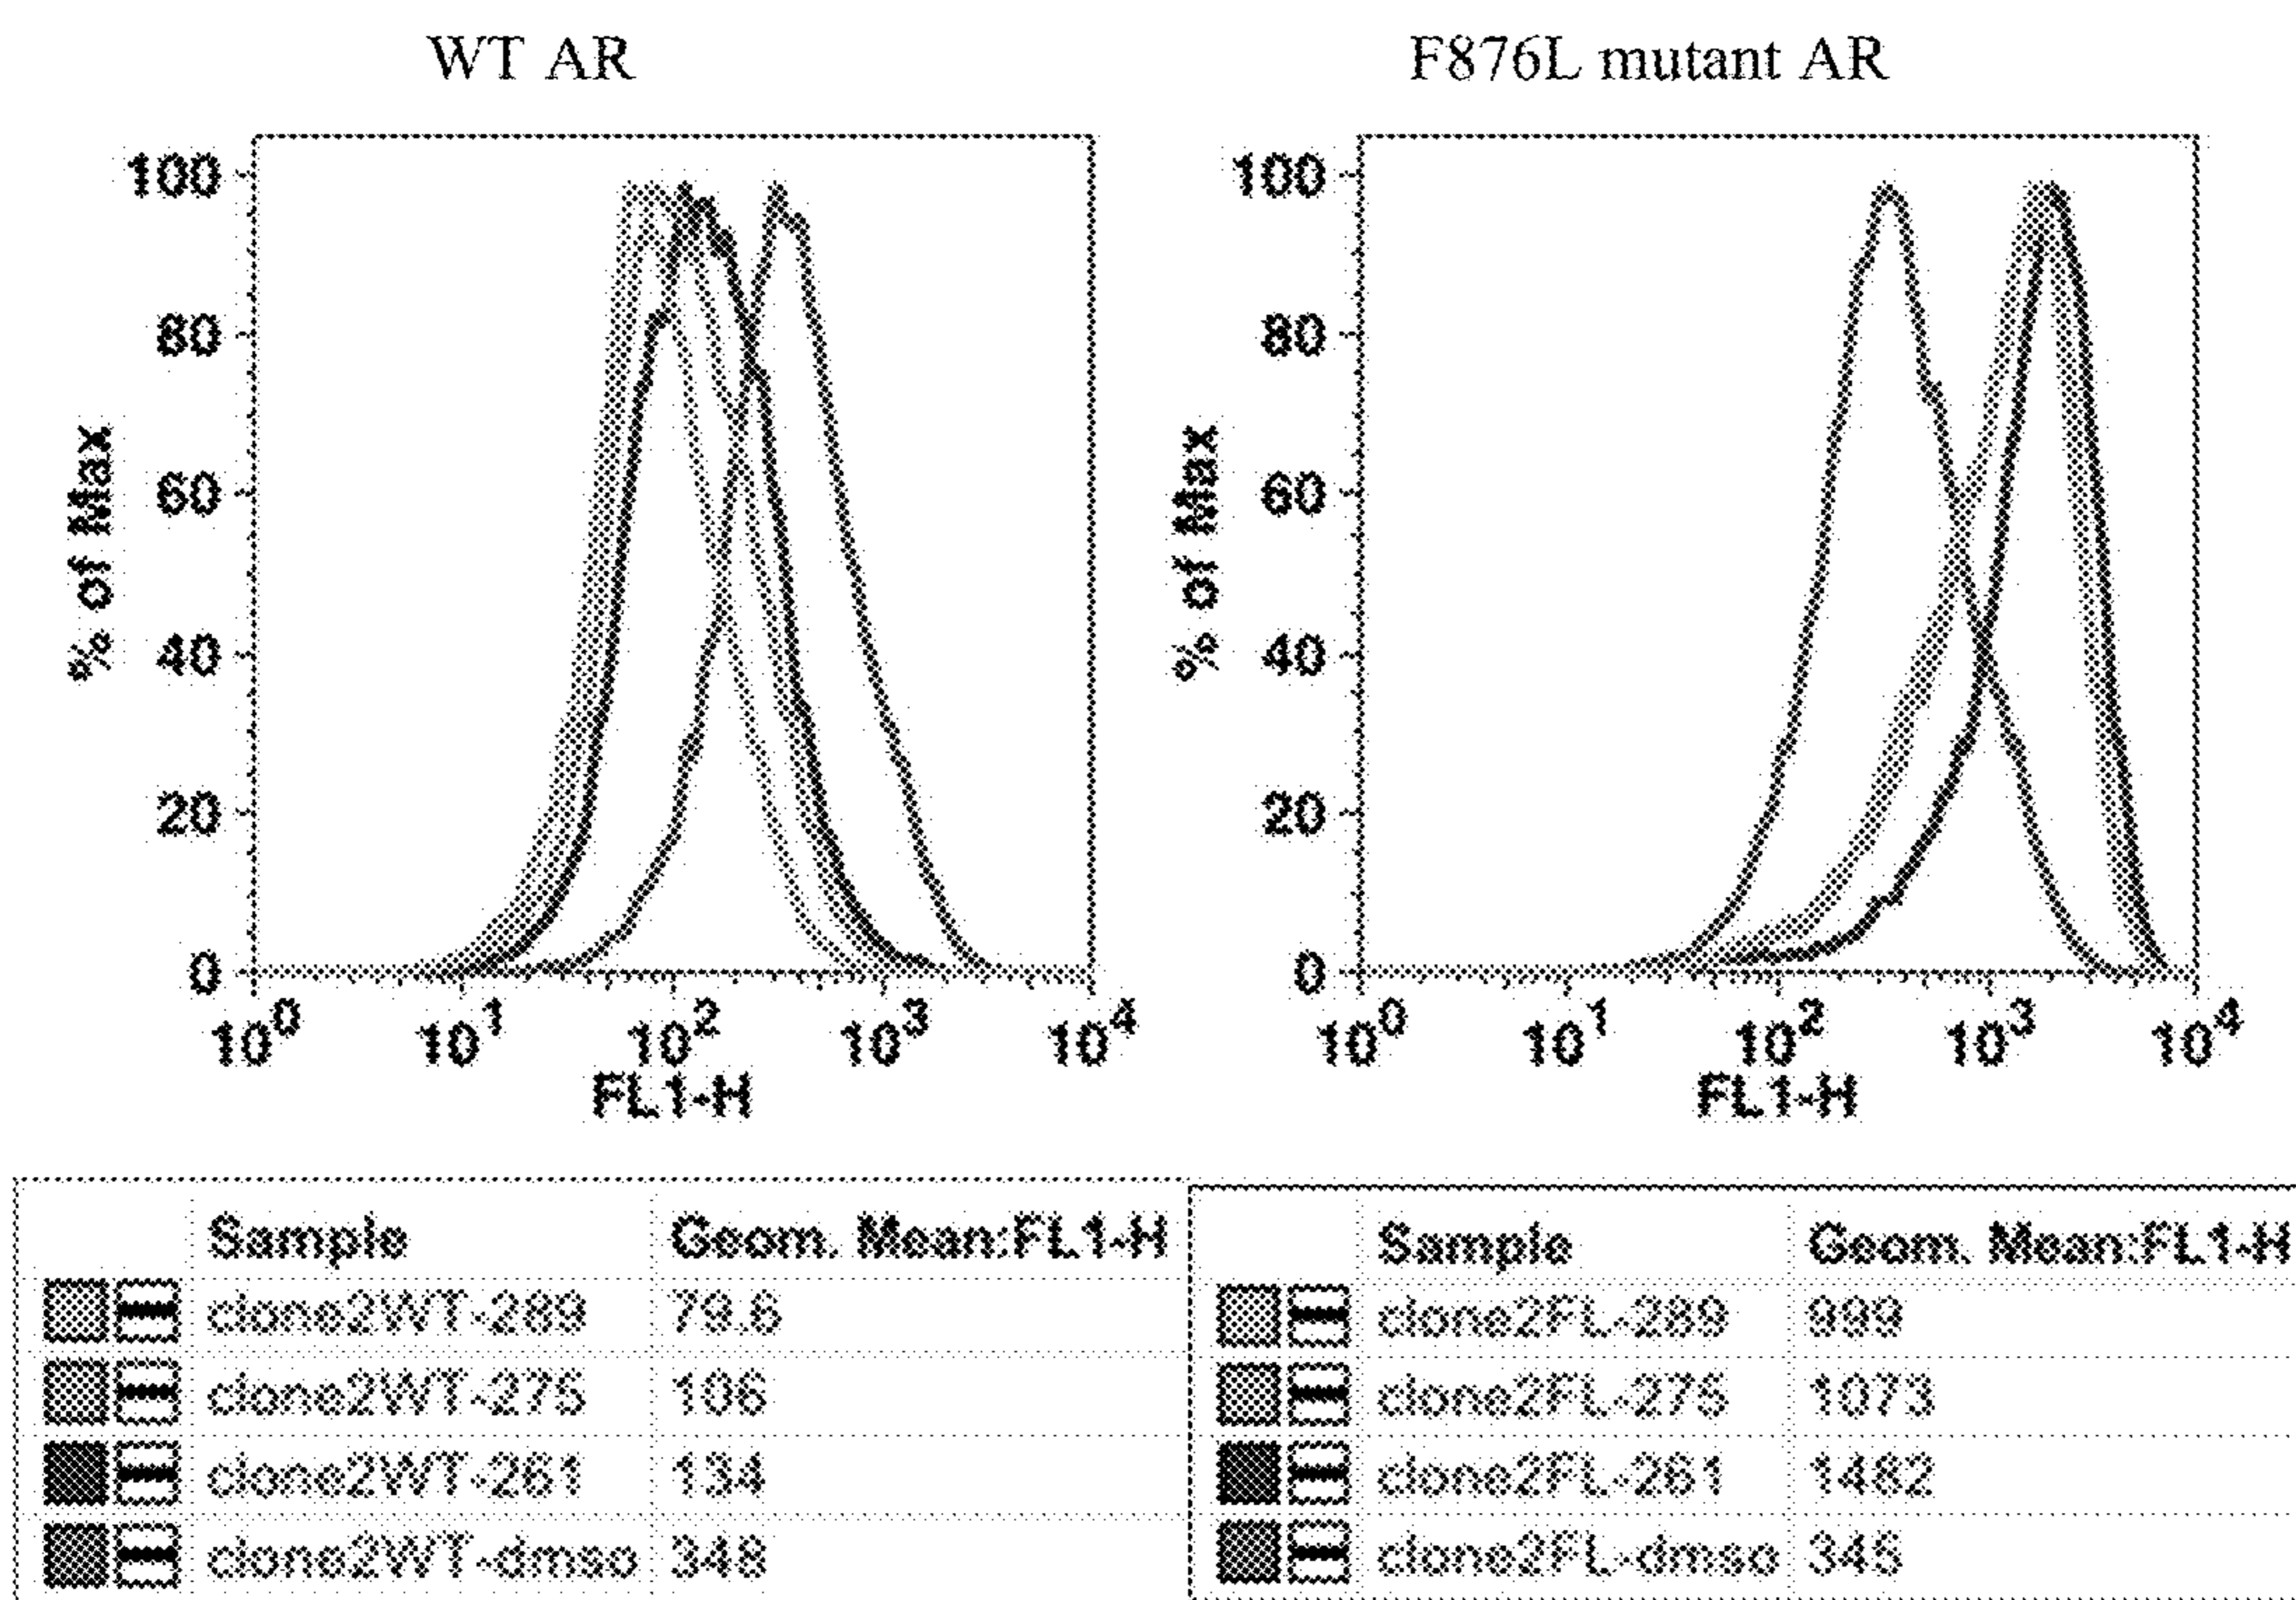 WT AR
F876L mutant AR
100
80
60
40
20
0
% of Max
10^0 10^1 10^2 10^3 10^4
FL1-H
100
80
60
40
20
0
% of Max
10^0 10^1 10^2 10^3 10^4
FL1-H
Sample Geom. Mean:FL1-H
clone2WT-289 79.6
clone2WT-275 106
clone2WT-261 134
clone2WT-dmso 348
Sample Geom. Mean:FL1-H
clone2FL-289 999
clone2FL-275 1073
clone2FL-261 1462
clone2FL-dmso 345